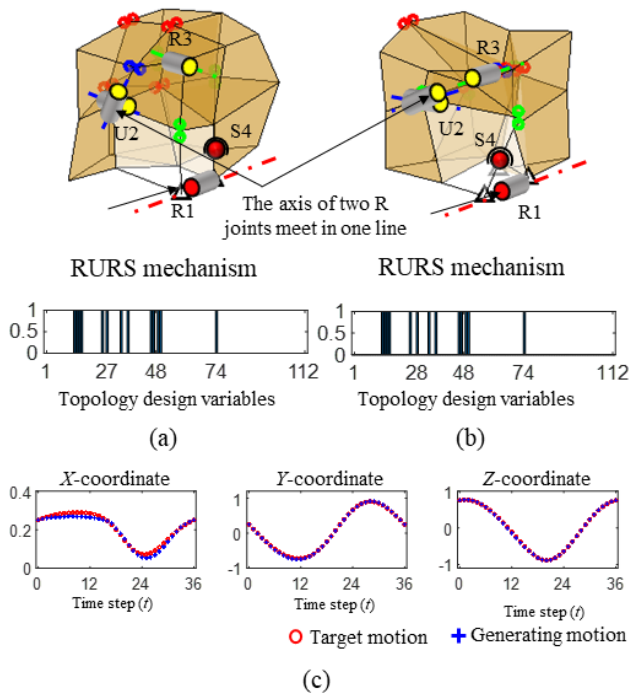 R3
U2
S4
R1
R3
U2
S4
R1
The axis of two R
joints meet in one line
RURS mechanism
RURS mechanism
1
0.5
0
1 27 48 74 112
Topology design variables
(a)
1
0.5
0
1 28 48 74 112
Topology design variables
(b)
X-coordinate
0.4
0.2
0
0 12 24 36
Time step (t)
Y-coordinate
1
0
-1
0 12 24 36
Time step (t)
Z-coordinate
1
0
-1
0 12 24 36
Time step (t)
Target motion Generating motion
(c)